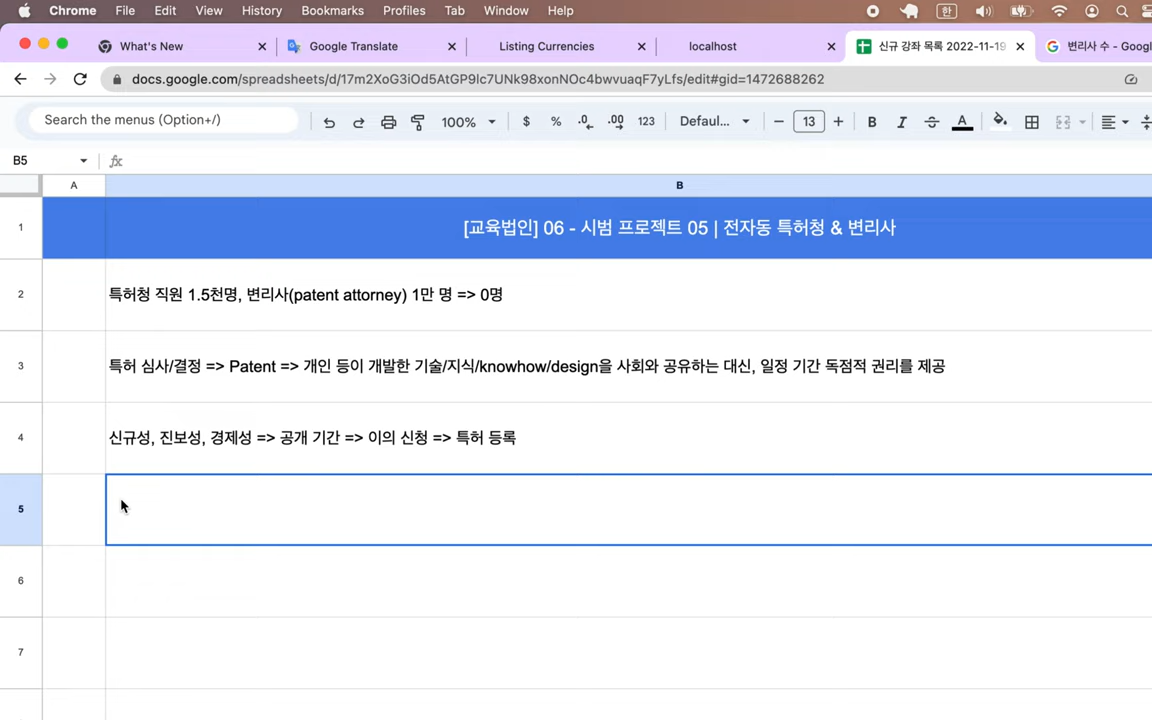 Chrome File Edit View History Bookmarks Profiles Tab Window Help 한
What's New Google Translate Listing Currencies localhost 신규 강좌 목록 2022-11-19 변리사 수 - Googl
docs.google.com/spreadsheets/d/17m2XoG3iOd5AtGP9Ic7UNk98xonNOc4bwvuaqF7yLfs/edit#gid=1472688262
Search the menus (Option+/) 100% $ % .0 .00 123 Defaul... − 13 + B I S A
B5 fx
A B
1 [교육법인] 06 - 시범 프로젝트 05 | 전자동 특허청 & 변리사
2 특허청 직원 1.5천명, 변리사(patent attorney) 1만 명 => 0명
3 특허 심사/결정 => Patent => 개인 등이 개발한 기술/지식/knowhow/design을 사회와 공유하는 대신, 일정 기간 독점적 권리를 제공
4 신규성, 진보성, 경제성 => 공개 기간 => 이의 신청 => 특허 등록
5
6
7